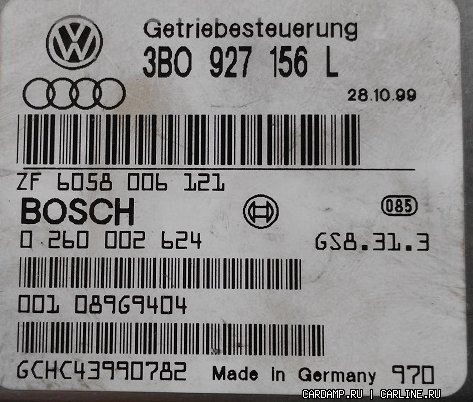 Getriebesteuerung
3B0 927 156 L
28.10.99
ZF 6058 006 121
BOSCH
085
0 260 002 624 GS8.31.3
001 08969404
GCHC43990782 Made in Germany 970
CARDAMP.RU | CARLINE.RU